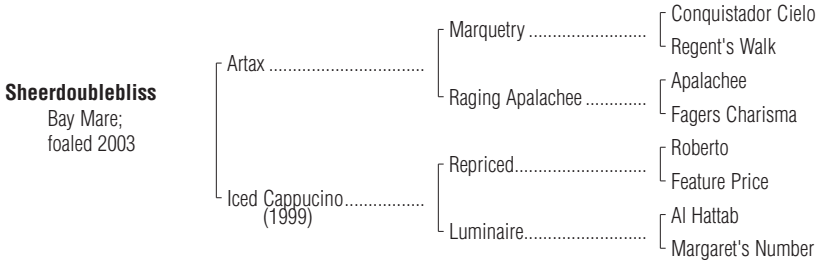 Conquistador Cielo
Marquetry ..............................
Regent's Walk
Artax ........................................
Apalachee
Raging Apalachee ...............
Fagers Charisma
Sheerdoublebliss
Bay Mare;
foaled 2003
Roberto
Repriced.................................
Feature Price
Iced Cappucino....................
(1999)
Al Hattab
Luminaire...............................
Margaret's Number